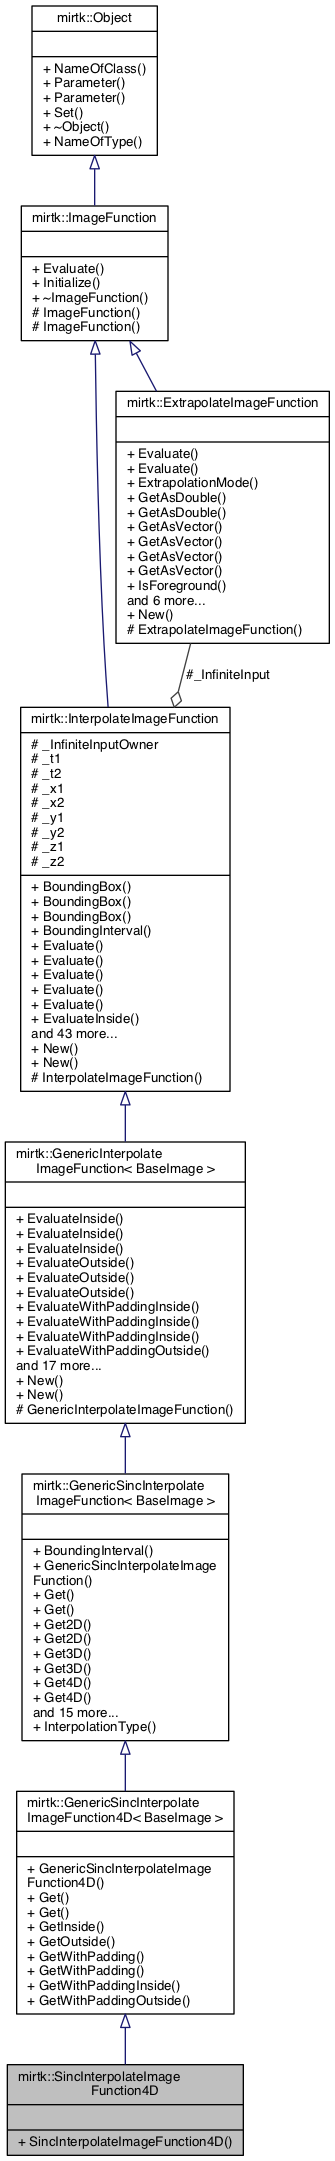 mirtk::Object
+ NameOfClass()
+ Parameter()
+ Parameter()
+ Set()
+ ~Object()
+ NameOfType()
mirtk::ImageFunction
+ Evaluate()
+ Initialize()
+ ~ImageFunction()
# ImageFunction()
# ImageFunction()
mirtk::ExtrapolateImageFunction
+ Evaluate()
+ Evaluate()
+ ExtrapolationMode()
+ GetAsDouble()
+ GetAsDouble()
+ GetAsVector()
+ GetAsVector()
+ GetAsVector()
+ GetAsVector()
+ IsForeground()
and 6 more...
+ New()
# ExtrapolateImageFunction()
#_InfiniteInput
mirtk::InterpolateImageFunction
# _InfiniteInputOwner
# _t1
# _t2
# _x1
# _x2
# _y1
# _y2
# _z1
# _z2
+ BoundingBox()
+ BoundingBox()
+ BoundingBox()
+ BoundingInterval()
+ Evaluate()
+ Evaluate()
+ Evaluate()
+ Evaluate()
+ Evaluate()
+ EvaluateInside()
and 43 more...
+ New()
+ New()
# InterpolateImageFunction()
mirtk::GenericInterpolate
ImageFunction< BaseImage >
+ EvaluateInside()
+ EvaluateInside()
+ EvaluateInside()
+ EvaluateOutside()
+ EvaluateOutside()
+ EvaluateOutside()
+ EvaluateWithPaddingInside()
+ EvaluateWithPaddingInside()
+ EvaluateWithPaddingInside()
+ EvaluateWithPaddingOutside()
and 17 more...
+ New()
+ New()
# GenericInterpolateImageFunction()
mirtk::GenericSincInterpolate
ImageFunction< BaseImage >
+ BoundingInterval()
+ GenericSincInterpolateImage
Function()
+ Get()
+ Get()
+ Get2D()
+ Get2D()
+ Get3D()
+ Get3D()
+ Get4D()
+ Get4D()
and 15 more...
+ InterpolationType()
mirtk::GenericSincInterpolate
ImageFunction4D< BaseImage >
+ GenericSincInterpolateImage
Function4D()
+ Get()
+ Get()
+ GetInside()
+ GetOutside()
+ GetWithPadding()
+ GetWithPadding()
+ GetWithPaddingInside()
+ GetWithPaddingOutside()
mirtk::SincInterpolateImage
Function4D
+ SincInterpolateImageFunction4D()